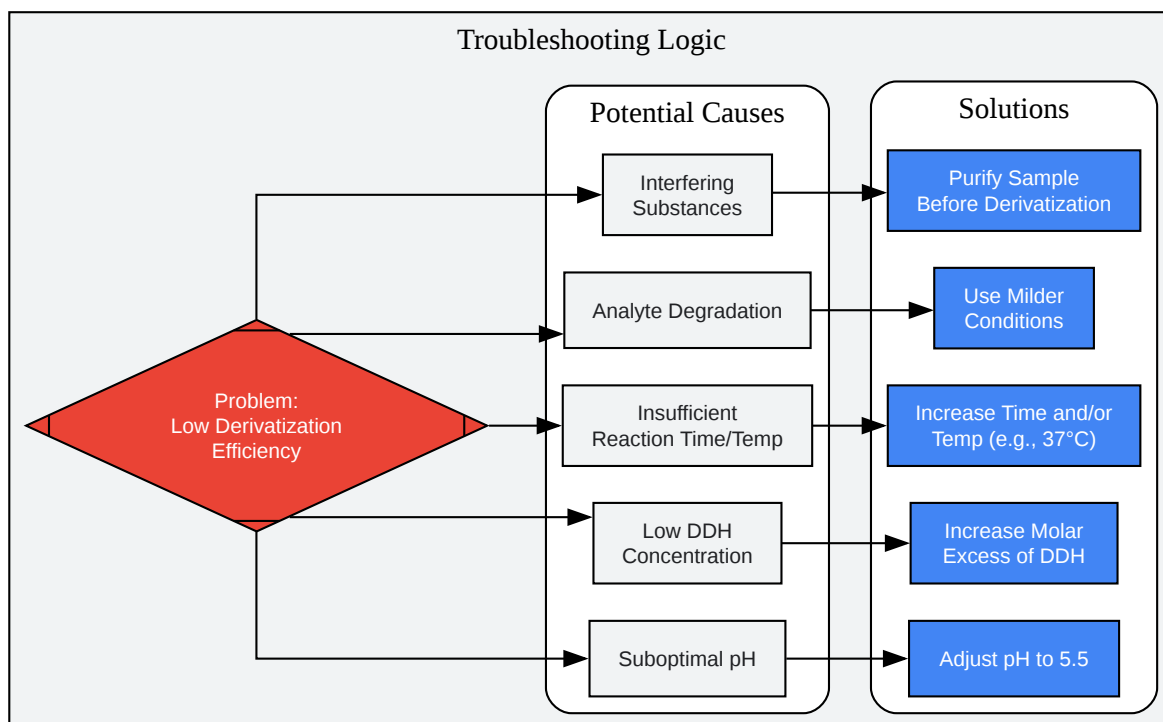 Troubleshooting Logic
Potential Causes
Solutions
Interfering
Substances
Purify Sample
Before Derivatization
Analyte Degradation
Use Milder
Conditions
Problem:
Low Derivatization
Efficiency
Insufficient
Reaction Time/Temp
Increase Time and/or
Temp (e.g., 37°C)
Low DDH
Concentration
Increase Molar
Excess of DDH
Suboptimal pH
Adjust pH to 5.5